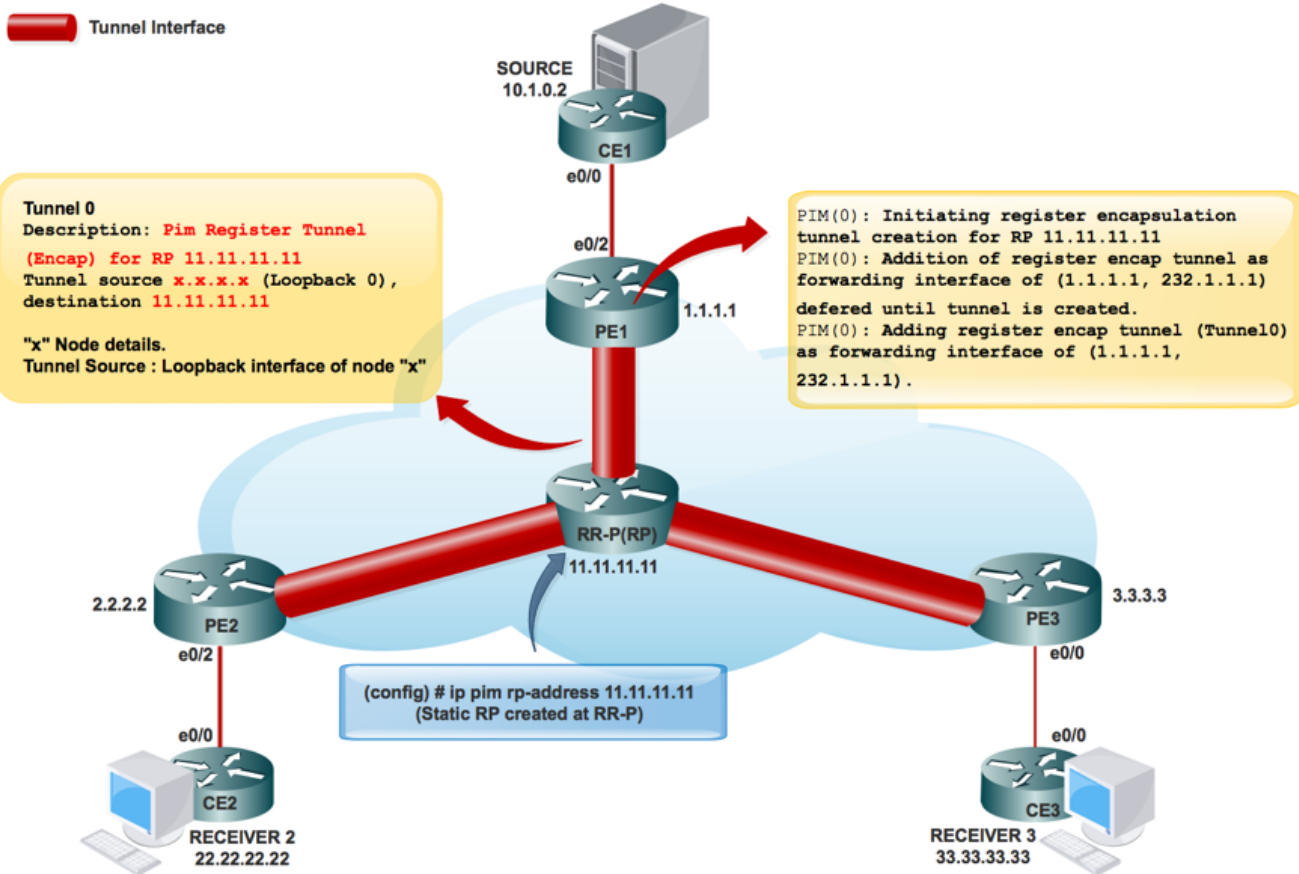 Tunnel Interface
SOURCE
10.1.0.2
CE1
e0/0
Tunnel 0
Description: Pim Register Tunnel
(Encap) for RP 11.11.11.11
Tunnel source x.x.x.x (Loopback 0),
destination 11.11.11.11
"x" Node details.
Tunnel Source : Loopback interface of node "x"
e0/2
PE1
1.1.1.1
PIM(0): Initiating register encapsulation
tunnel creation for RP 11.11.11.11
PIM(0): Addition of register encap tunnel as
forwarding interface of (1.1.1.1, 232.1.1.1)
defered until tunnel is created.
PIM(0): Adding register encap tunnel (Tunnel0)
as forwarding interface of (1.1.1.1,
232.1.1.1).
RR-P(RP)
11.11.11.11
2.2.2.2
PE2
e0/2
PE3
3.3.3.3
e0/0
(config) # ip pim rp-address 11.11.11.11
(Static RP created at RR-P)
e0/0
CE2
RECEIVER 2
22.22.22.22
e0/0
CE3
RECEIVER 3
33.33.33.33